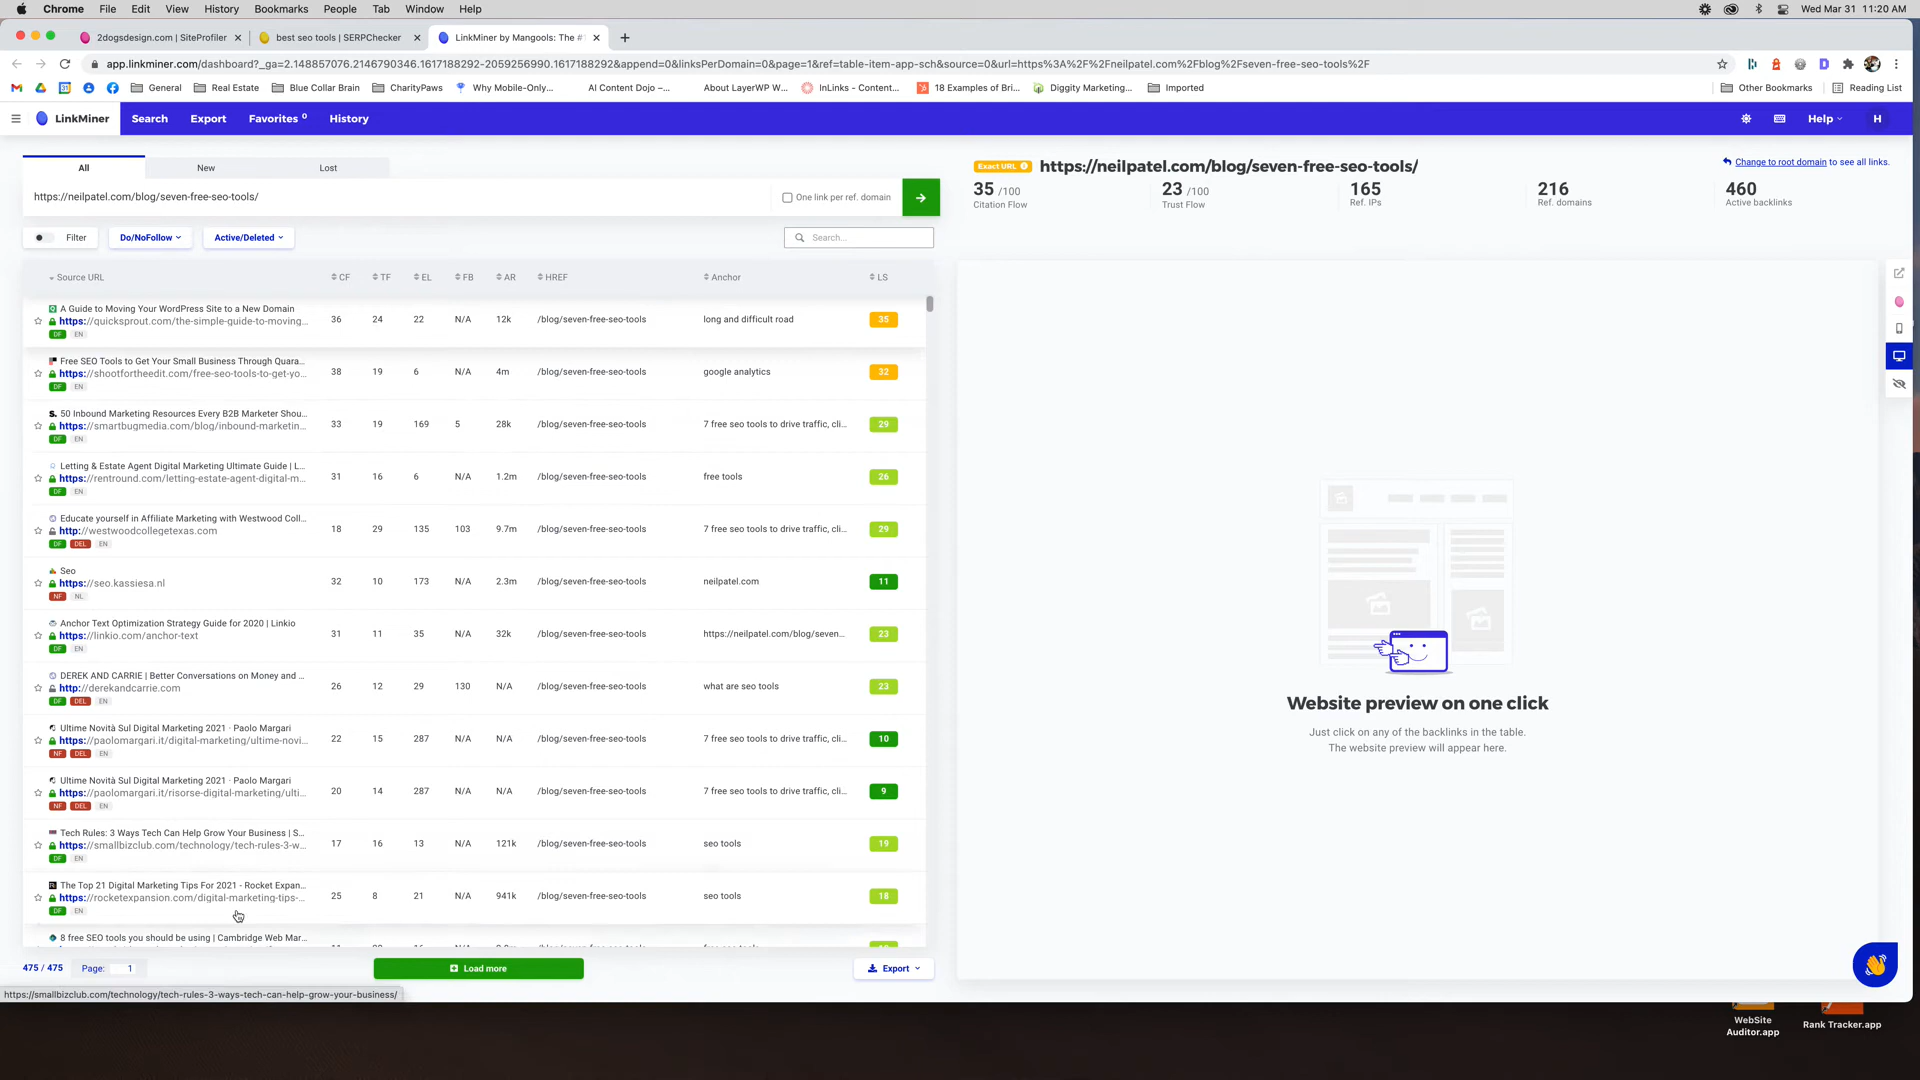 Chrome File Edit View History Bookmarks People Tab Window Help Wed Mar 31 11:20 AM
2dogsdesign.com | SiteProfiler best seo tools | SERPChecker LinkMiner by Mangools: The #1
app.linkminer.com/dashboard?_ga=2.148857076.2146790346.1617188292-2059256990.1617188292&append=0&linksPerDomain=0&page=1&ref=table-item-app-sch&source=0&url=https%3A%2F%2Fneilpatel.com%2Fblog%2Fseven-free-seo-tools%2F
General Real Estate Blue Collar Brain CharityPaws Why Mobile-Only... AI Content Dojo –... About LayerWP W... InLinks - Content... 18 Examples of Bri... Diggity Marketing... Imported Other Bookmarks Reading List
LinkMiner Search Export Favorites 0 History Help H
All New Lost
https://neilpatel.com/blog/seven-free-seo-tools/ One link per ref. domain
Filter Do/NoFollow Active/Deleted Search...
Exact URL https://neilpatel.com/blog/seven-free-seo-tools/
Change to root domain to see all links.
35 /100 23 /100 165 216 460
Citation Flow Trust Flow Ref. IPs Ref. domains Active backlinks
Source URL CF TF EL FB AR HREF Anchor LS
A Guide to Moving Your WordPress Site to a New Domain
https://quicksprout.com/the-simple-guide-to-moving... 36 24 22 N/A 12k /blog/seven-free-seo-tools long and difficult road 35
DF EN
Free SEO Tools to Get Your Small Business Through Quara...
https://shootfortheedit.com/free-seo-tools-to-get-yo... 38 19 6 N/A 4m /blog/seven-free-seo-tools google analytics 32
DF EN
50 Inbound Marketing Resources Every B2B Marketer Shou...
https://smartbugmedia.com/blog/inbound-marketin... 33 19 169 5 28k /blog/seven-free-seo-tools 7 free seo tools to drive traffic, cli... 29
DF EN
Letting & Estate Agent Digital Marketing Ultimate Guide | L...
https://rentround.com/letting-estate-agent-digital-m... 31 16 6 N/A 1.2m /blog/seven-free-seo-tools free tools 26
DF EN
Educate yourself in Affiliate Marketing with Westwood Coll...
http://westwoodcollegetexas.com 18 29 135 103 9.7m /blog/seven-free-seo-tools 7 free seo tools to drive traffic, cli... 29
DF DEL EN
Seo
https://seo.kassiesa.nl 32 10 173 N/A 2.3m /blog/seven-free-seo-tools neilpatel.com 11
NF NL
Anchor Text Optimization Strategy Guide for 2020 | Linkio
https://linkio.com/anchor-text 31 11 35 N/A 32k /blog/seven-free-seo-tools https://neilpatel.com/blog/seven... 23
DF EN
DEREK AND CARRIE | Better Conversations on Money and ...
http://derekandcarrie.com 26 12 29 130 N/A /blog/seven-free-seo-tools what are seo tools 23
DF DEL EN
Ultime Novità Sul Digital Marketing 2021 · Paolo Margari
https://paolomargari.it/digital-marketing/ultime-novi... 22 15 287 N/A N/A /blog/seven-free-seo-tools 7 free seo tools to drive traffic, cli... 10
NF DEL EN
Ultime Novità Sul Digital Marketing 2021 · Paolo Margari
https://paolomargari.it/risorse-digital-marketing/ulti... 20 14 287 N/A N/A /blog/seven-free-seo-tools 7 free seo tools to drive traffic, cli... 9
NF DEL EN
Tech Rules: 3 Ways Tech Can Help Grow Your Business | S...
https://smallbizclub.com/technology/tech-rules-3-w... 17 16 13 N/A 121k /blog/seven-free-seo-tools seo tools 19
DF EN
The Top 21 Digital Marketing Tips For 2021 - Rocket Expan...
https://rocketexpansion.com/digital-marketing-tips-... 25 8 21 N/A 941k /blog/seven-free-seo-tools seo tools 18
DF EN
8 free SEO tools you should be using | Cambridge Web Mar...
Website preview on one click
Just click on any of the backlinks in the table.
The website preview will appear here.
475 / 475 Page: 1 Load more Export
https://smallbizclub.com/technology/tech-rules-3-ways-tech-can-help-grow-your-business/
WebSite
Auditor.app
Rank Tracker.app